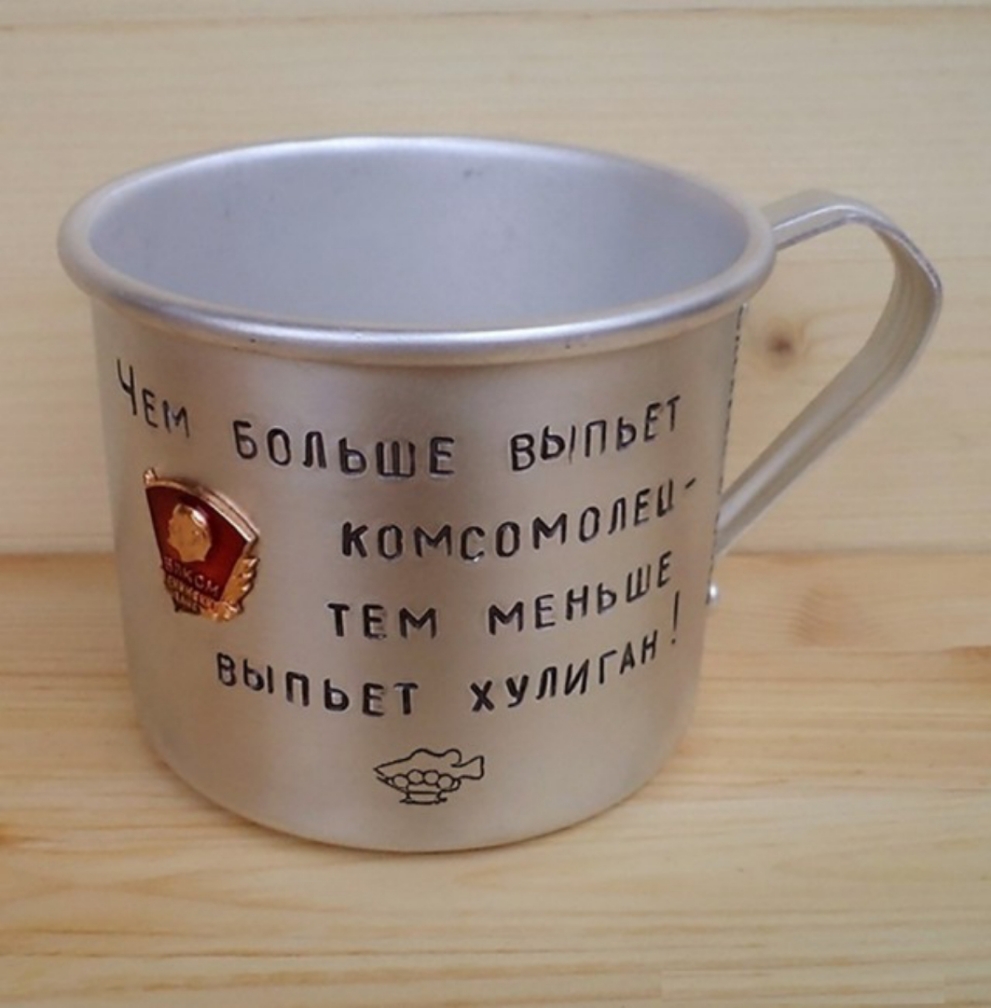 Чем БОЛЬШЕ ВЫПЬЕТ
КОМСОМОЛЕЦ-
ТЕМ МЕНЬШЕ
ВЫПЬЕТ ХУЛИГАН!